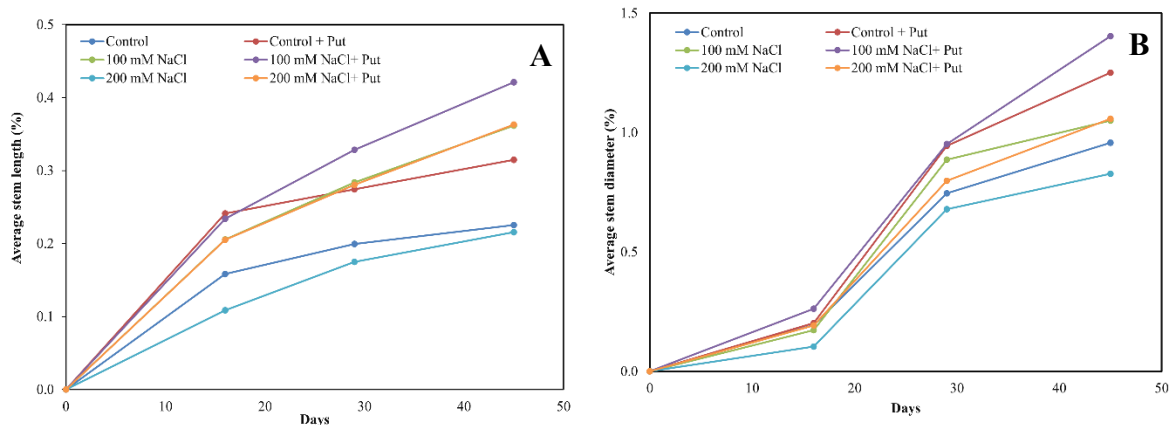 Control
Control + Put
100 mM NaCl
100 mM NaCl+ Put
200 mM NaCl
200 mM NaCl+ Put
A
Average stem length (%)
0.5
0.4
0.3
0.2
0.1
0.0
0 10 20 30 40 50
Days
Control
Control + Put
100 mM NaCl
100 mM NaCl+ Put
200 mM NaCl
200 mM NaCl+ Put
B
Average stem diameter (%)
1.5
1.0
0.5
0.0
0 10 20 30 40 50
Days